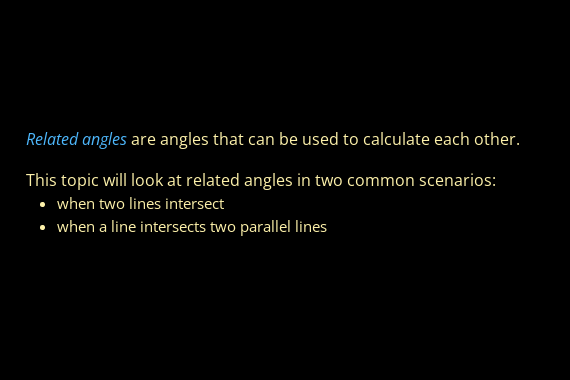 Related angles are angles that can be used to calculate each other.
This topic will look at related angles in two common scenarios:
• when two lines intersect
• when a line intersects two parallel lines